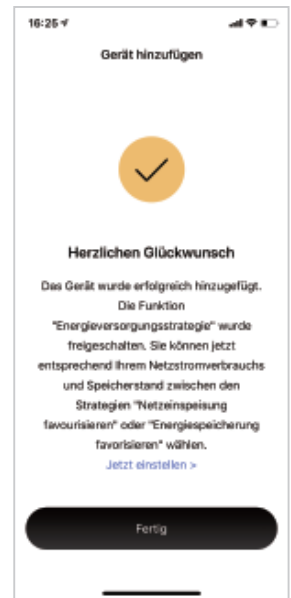 16:25
Gerät hinzufügen
Herzlichen Glückwunsch
Das Gerät wurde erfolgreich hinzugefügt.
Die Funktion
"Energieversorgungsstrategie" wurde
freigeschalten. Sie können jetzt
entsprechend Ihrem Netzstromverbrauchs
und Speicherstand zwischen den
Strategien "Netzeinspeisung
favourisieren" oder "Energiespeicherung
favorisieren" wählen.
Jetzt einstellen >
Fertig